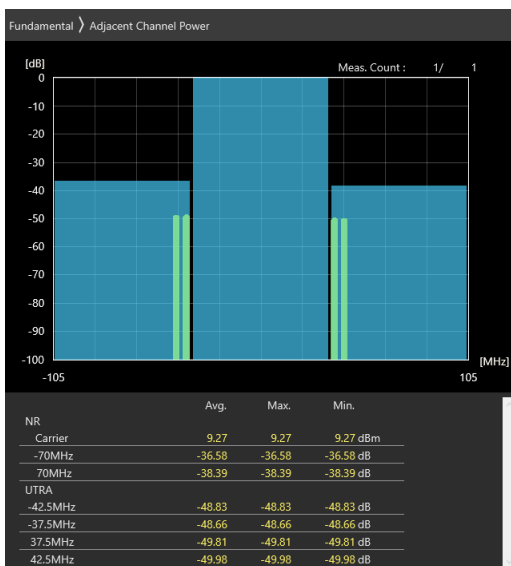 Fundamental 〉 Adjacent Channel Power
[dB]
Meas. Count : 1/ 1
0
-10
-20
-30
-40
-50
-60
-70
-80
-90
-100
[MHz]
-105 105
Avg. Max. Min.
NR
Carrier 9.27 9.27 9.27 dBm
-70MHz -36.58 -36.58 -36.58 dB
70MHz -38.39 -38.39 -38.39 dB
UTRA
-42.5MHz -48.83 -48.83 -48.83 dB
-37.5MHz -48.66 -48.66 -48.66 dB
37.5MHz -49.81 -49.81 -49.81 dB
42.5MHz -49.98 -49.98 -49.98 dB